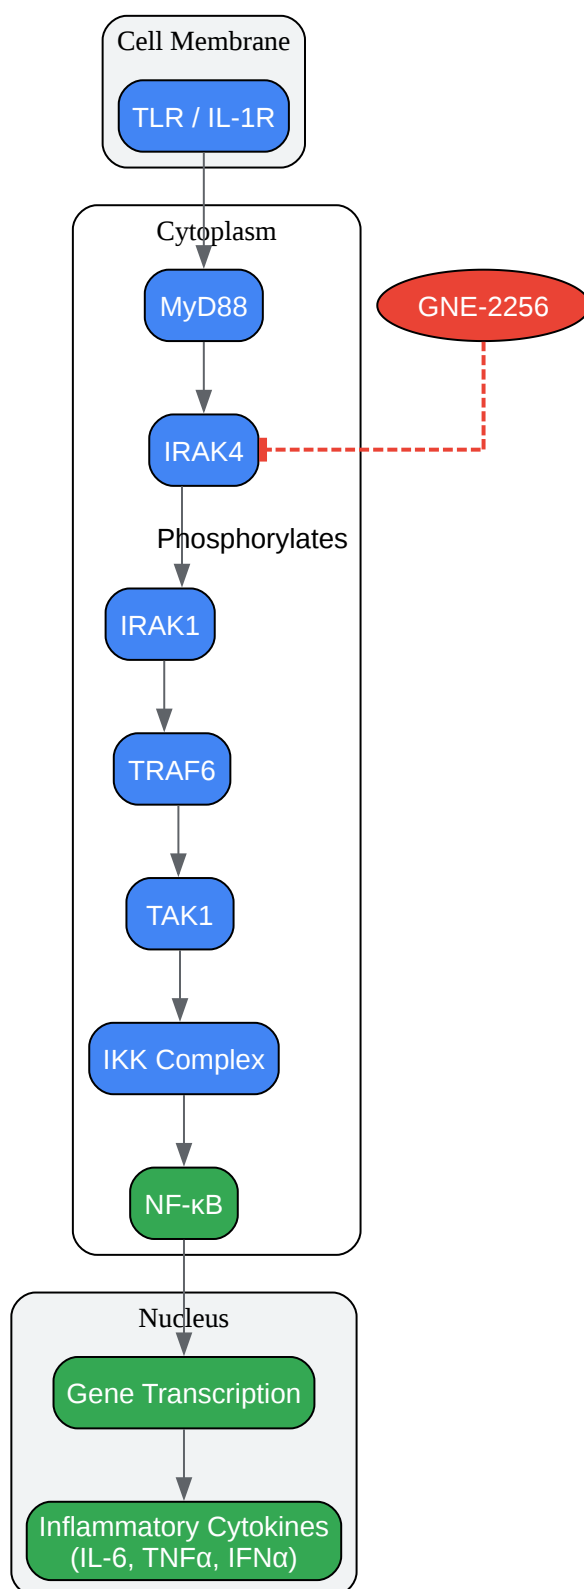 Cell Membrane
TLR / IL-1R
Cytoplasm
MyD88
GNE-2256
IRAK4
Phosphorylates
IRAK1
TRAF6
TAK1
IKK Complex
NF-κB
Nucleus
Gene Transcription
Inflammatory Cytokines
(IL-6, TNFα, IFNα)